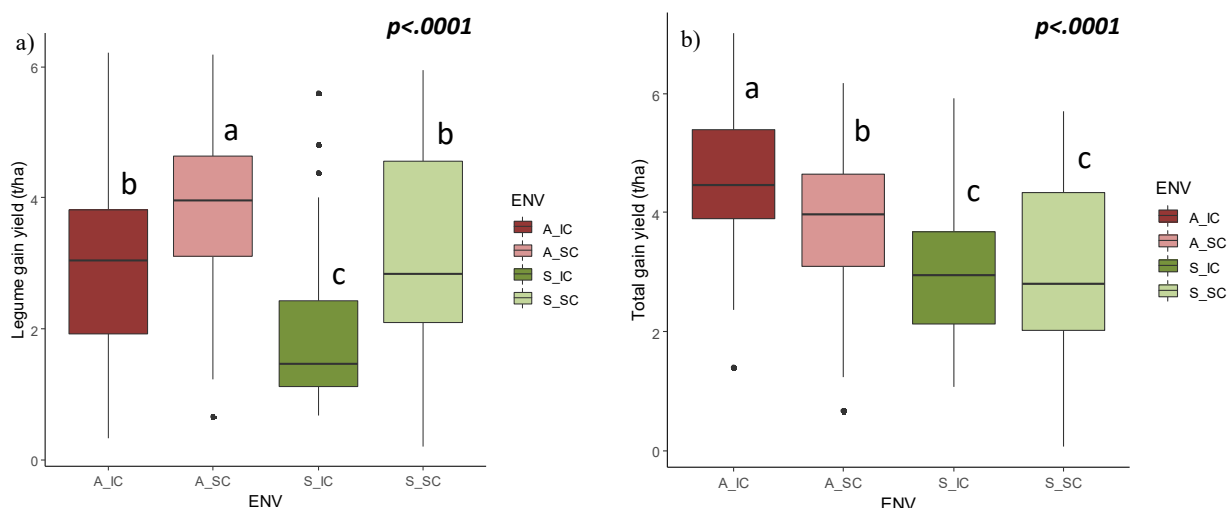 a)
p<.0001
Legume gain yield (t/ha)
6
4
2
0
b
a
c
b
A_IC
A_SC
S_IC
S_SC
ENV
ENV
A_IC
A_SC
S_IC
S_SC
b)
p<.0001
Total gain yield (t/ha)
6
4
2
0
a
b
c
c
A_IC
A_SC
S_IC
S_SC
ENV
ENV
A_IC
A_SC
S_IC
S_SC